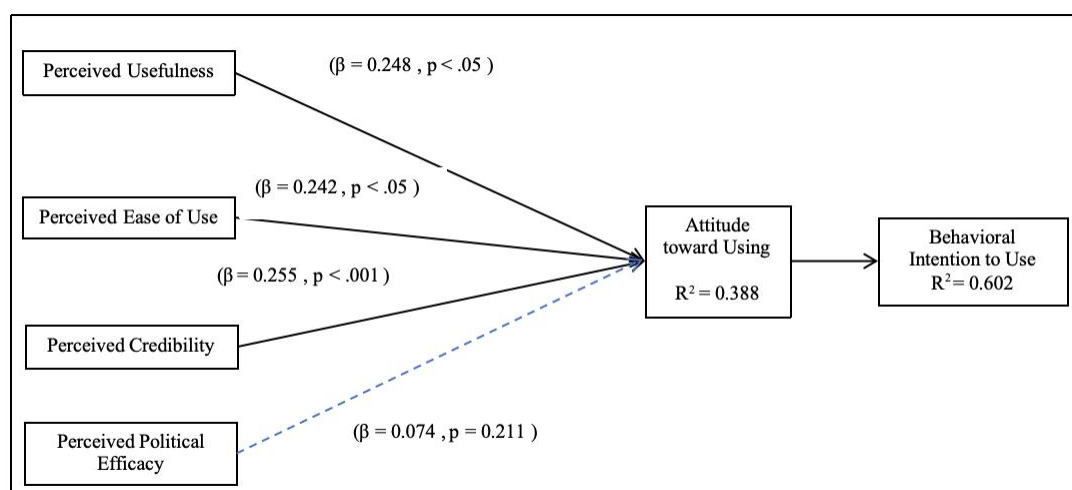 Perceived Usefulness
(β = 0.248 , p < .05 )
(β = 0.242 , p < .05 )
Perceived Ease of Use
(β = 0.255 , p < .001 )
Perceived Credibility
Perceived Political
Efficacy
(β = 0.074 , p = 0.211 )
Attitude
toward Using
R² = 0.388
Behavioral
Intention to Use
R²= 0.602